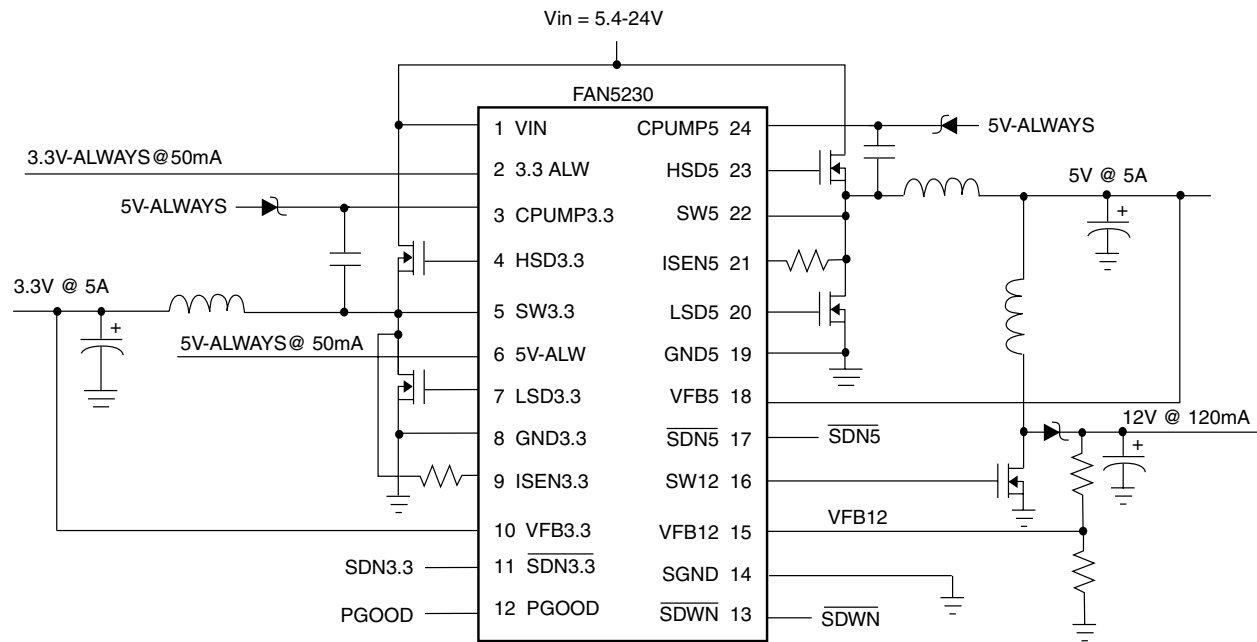 Vin = 5.4-24V
FAN5230
1 VIN
CPUMP5 24
5V-ALWAYS
3.3V-ALWAYS@50mA
2 3.3 ALW
HSD5 23
5V @ 5A
5V-ALWAYS
3 CPUMP3.3
SW5 22
+
4 HSD3.3
ISEN5 21
3.3V @ 5A
5 SW3.3
LSD5 20
+
5V-ALWAYS@ 50mA
6 5V-ALW
GND5 19
7 LSD3.3
VFB5 18
12V @ 120mA
8 GND3.3
SDN5 17
SDN5
+
9 ISEN3.3
SW12 16
10 VFB3.3
VFB12 15
VFB12
SDN3.3
11 SDN3.3
SGND 14
PGOOD
12 PGOOD
SDWN 13
SDWN